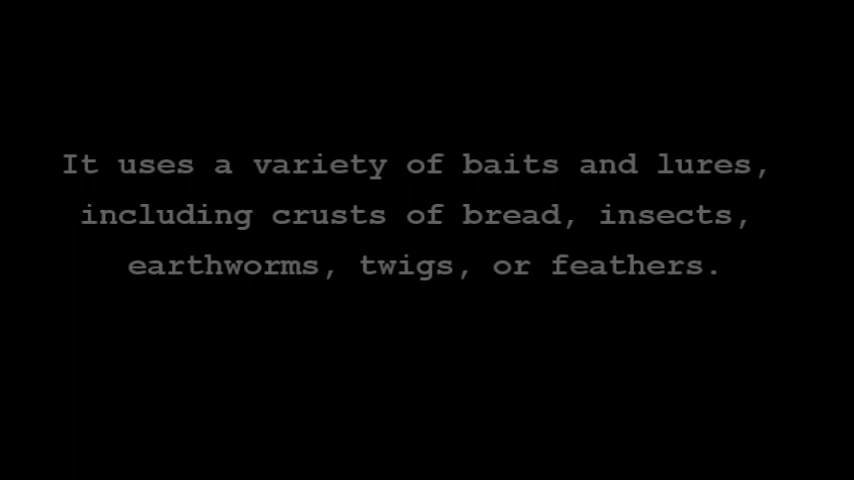 It uses a variety of baits and lures,
including crusts of bread, insects,
earthworms, twigs, or feathers.